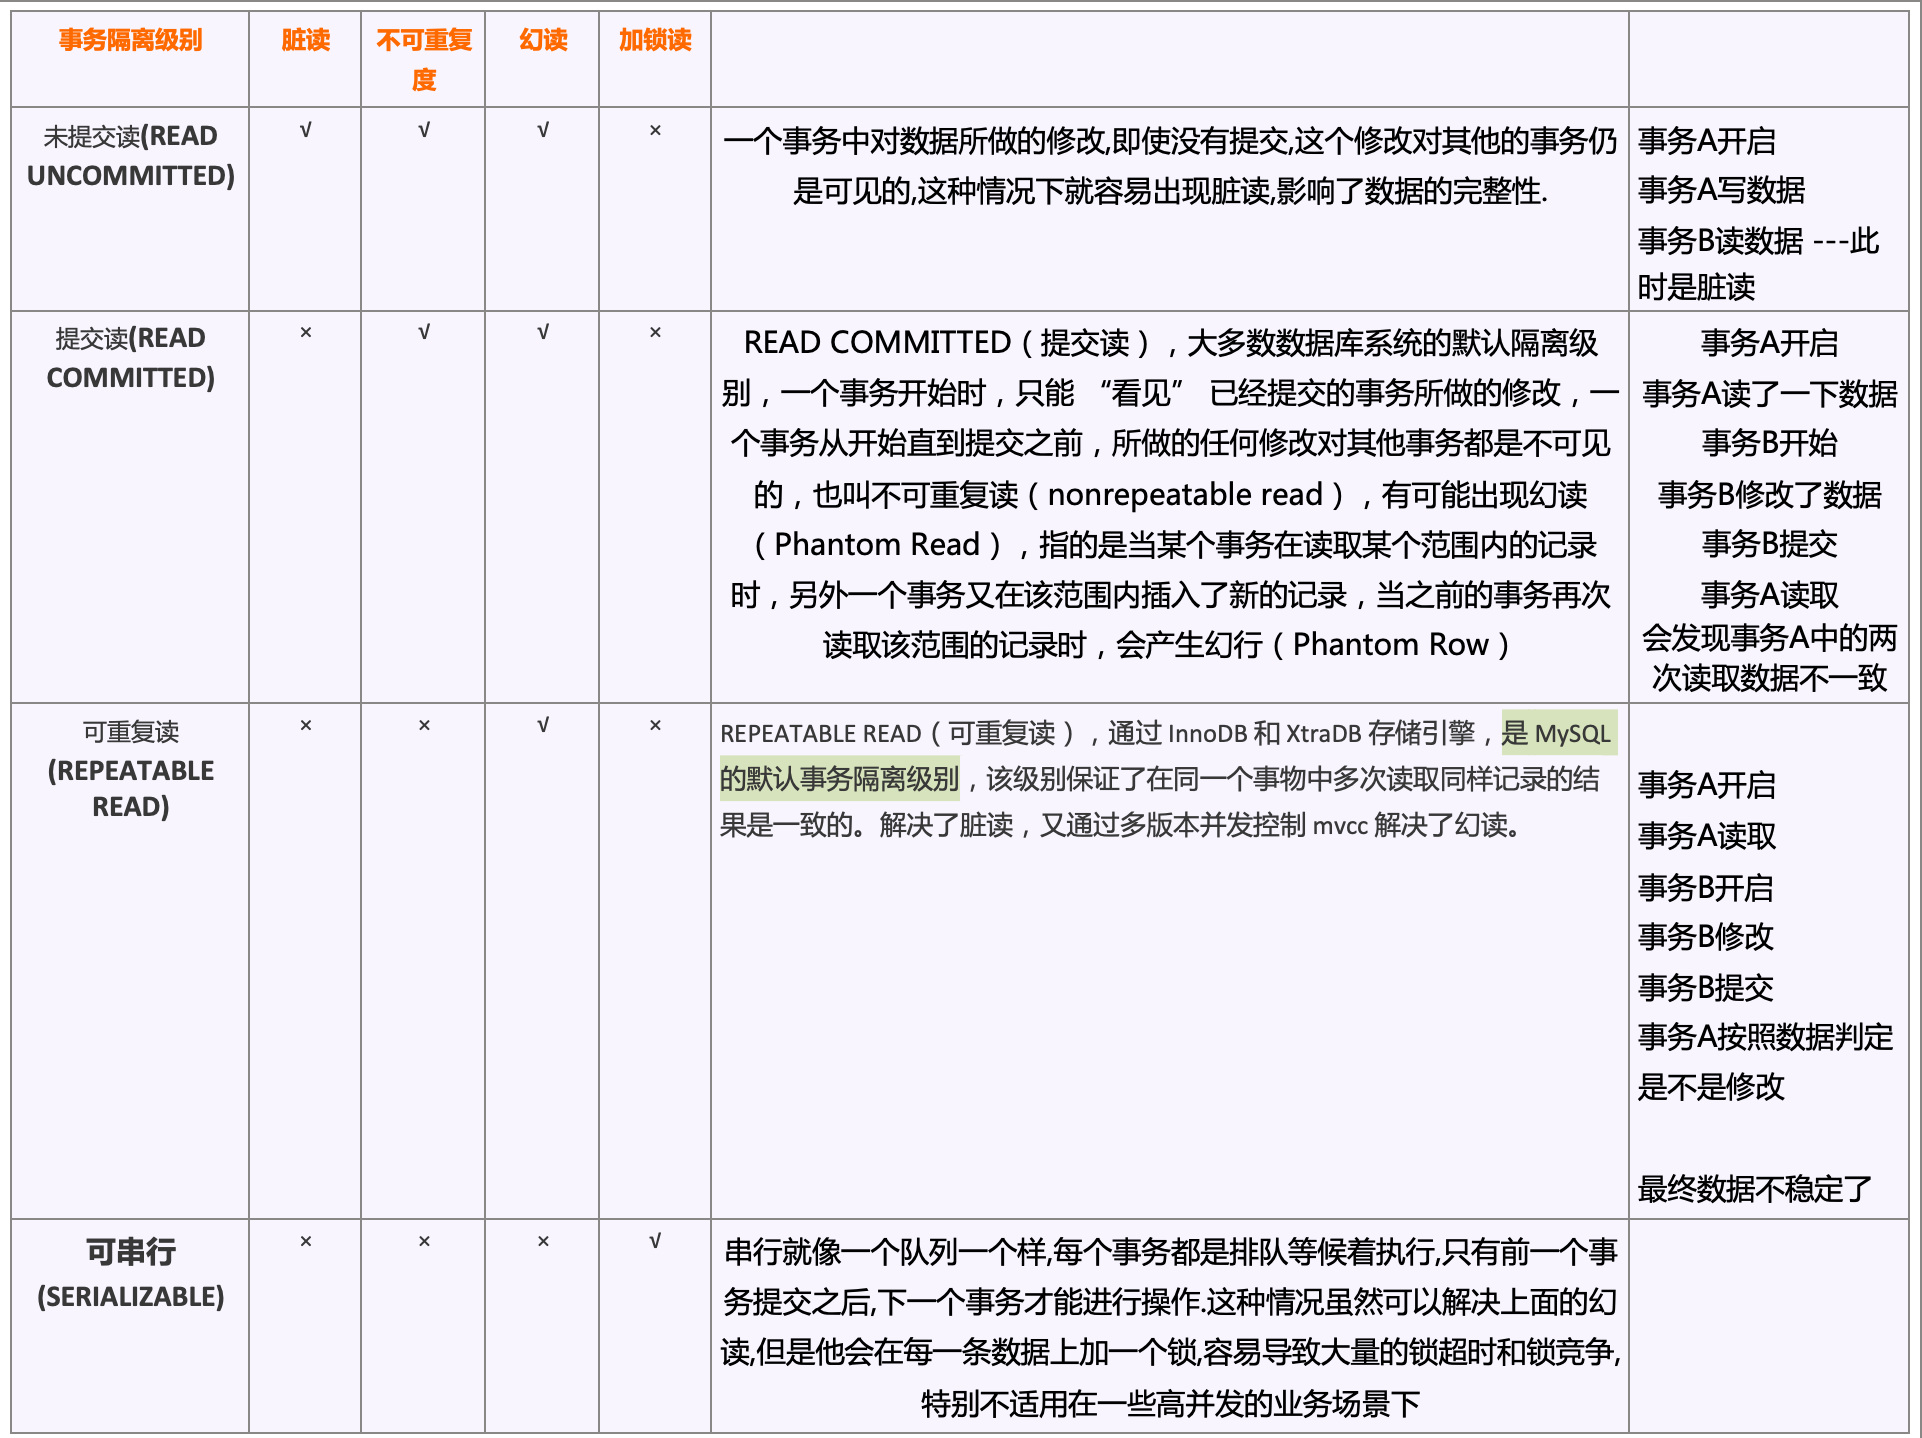 事务隔离级别 脏读 不可重复 幻读 加锁读
度
未提交读(READ
UNCOMMITTED)
√ √ √ ×
一个事务中对数据所做的修改,即使没有提交,这个修改对其他的事务仍
是可见的,这种情况下就容易出现脏读,影响了数据的完整性.
事务A开启
事务A写数据
事务B读数据 ---此
时是脏读
提交读(READ
COMMITTED)
× √ √ ×
READ COMMITTED（提交读），大多数数据库系统的默认隔离级
别，一个事务开始时，只能 “看见” 已经提交的事务所做的修改，一
个事务从开始直到提交之前，所做的任何修改对其他事务都是不可见
的，也叫不可重复读（nonrepeatable read），有可能出现幻读
（Phantom Read），指的是当某个事务在读取某个范围内的记录
时，另外一个事务又在该范围内插入了新的记录，当之前的事务再次
读取该范围的记录时，会产生幻行（Phantom Row）
事务A开启
事务A读了一下数据
事务B开始
事务B修改了数据
事务B提交
事务A读取
会发现事务A中的两
次读取数据不一致
可重复读
(REPEATABLE
READ)
× × √ ×
REPEATABLE READ（可重复读），通过 InnoDB 和 XtraDB 存储引擎，是 MySQL
的默认事务隔离级别，该级别保证了在同一个事物中多次读取同样记录的结
果是一致的。解决了脏读，又通过多版本并发控制 mvcc 解决了幻读。
事务A开启
事务A读取
事务B开启
事务B修改
事务B提交
事务A按照数据判定
是不是修改
最终数据不稳定了
可串行
(SERIALIZABLE)
× × × √
串行就像一个队列一个样,每个事务都是排队等候着执行,只有前一个事
务提交之后,下一个事务才能进行操作.这种情况虽然可以解决上面的幻
读,但是他会在每一条数据上加一个锁,容易导致大量的锁超时和锁竞争,
特别不适用在一些高并发的业务场景下